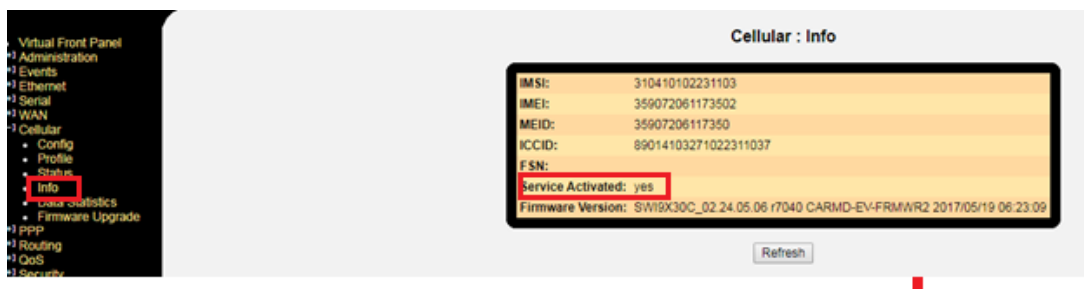 Virtual Front Panel
Administration
Events
Ethernet
Serial
WAN
Cellular
Config
Profile
Status
Info
Data Statistics
Firmware Upgrade
PPP
Routing
QoS
Security
Cellular : Info
IMSI: 310410102231103
IMEI: 359072061173502
MEID: 35907206117350
ICCID: 89014103271022311037
FSN:
Service Activated: yes
Firmware Version: SWI9X30C_02.24.05.06 r7040 CARMD-EV-FRMWR2 2017/05/19 06:23:09
Refresh